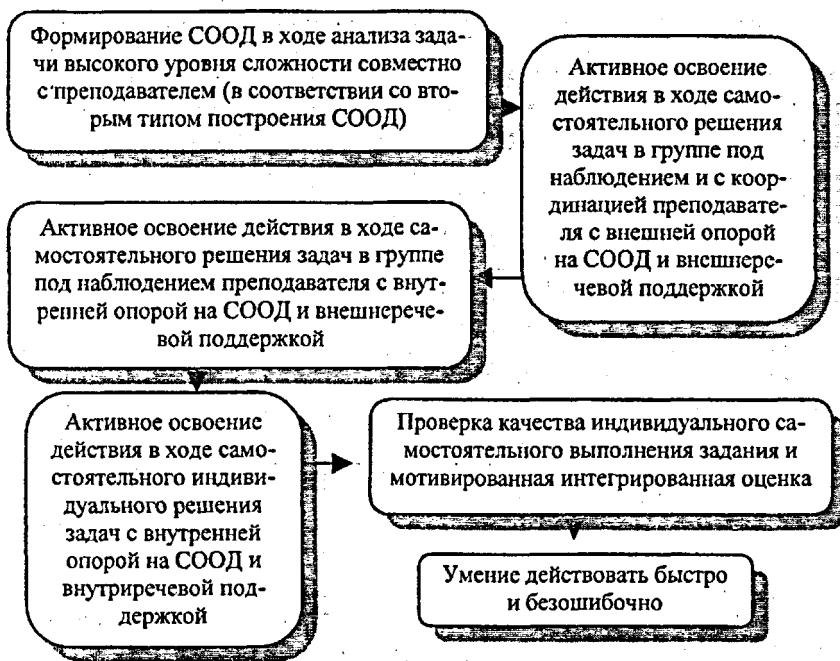 Формирование СООД в ходе анализа зада-
чи высокого уровня сложности совместно
с преподавателем (в соответствии со вто-
рым типом построения СООД)
Активное освоение
действия в ходе само-
стоятельного решения
задач в группе под
наблюдением и с коор-
динацией преподавате-
ля с внешней опорой
на СООД и внешнере-
чевой поддержкой
Активное освоение действия в ходе са-
мостоятельного решения задач в группе
под наблюдением преподавателя с внут-
ренней опорой на СООД и внешнерече-
вой поддержкой
Активное освоение
действия в ходе само-
стоятельного индиви-
дуального решения
задач с внутренней
опорой на СООД и
внутриречевой под-
держкой
Проверка качества индивидуального са-
мостоятельного выполнения задания и
мотивированная интегрированная оценка
Умение действовать быстро
и безошибочно